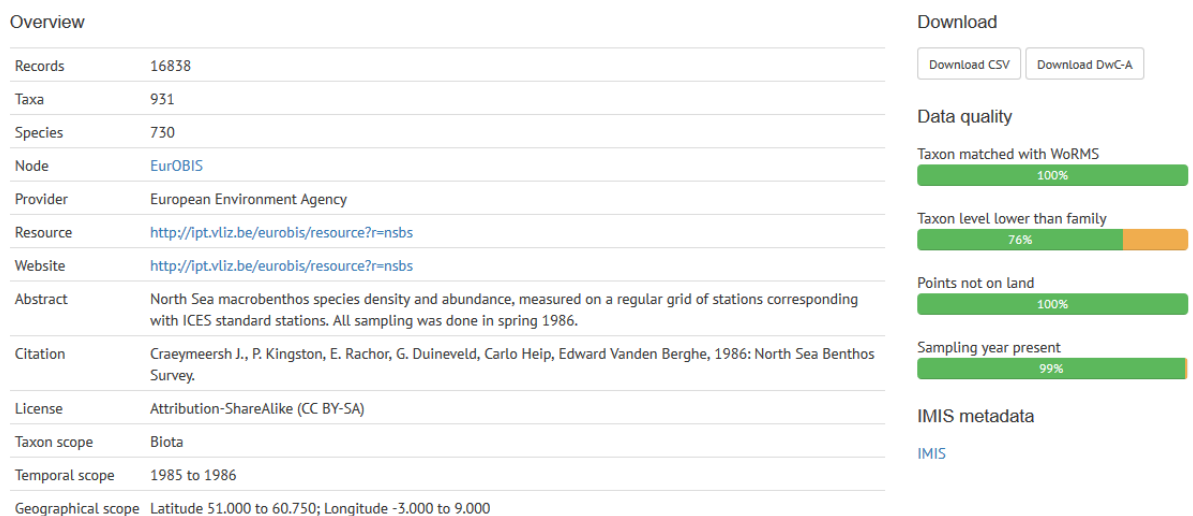 Overview
Records 16838
Taxa 931
Species 730
Node EurOBIS
Provider European Environment Agency
Resource http://ipt.vliz.be/eurobis/resource?r=nsbs
Website http://ipt.vliz.be/eurobis/resource?r=nsbs
Abstract North Sea macrobenthos species density and abundance, measured on a regular grid of stations corresponding
with ICES standard stations. All sampling was done in spring 1986.
Citation Craeymeersh J., P. Kingston, E. Rachor, G. Duineveld, Carlo Heip, Edward Vanden Berghe, 1986: North Sea Benthos
Survey.
License Attribution-ShareAlike (CC BY-SA)
Taxon scope Biota
Temporal scope 1985 to 1986
Geographical scope Latitude 51.000 to 60.750; Longitude -3.000 to 9.000
Download
Download CSV Download DwC-A
Data quality
Taxon matched with WoRMS
100%
Taxon level lower than family
76%
Points not on land
100%
Sampling year present
99%
IMIS metadata
IMIS